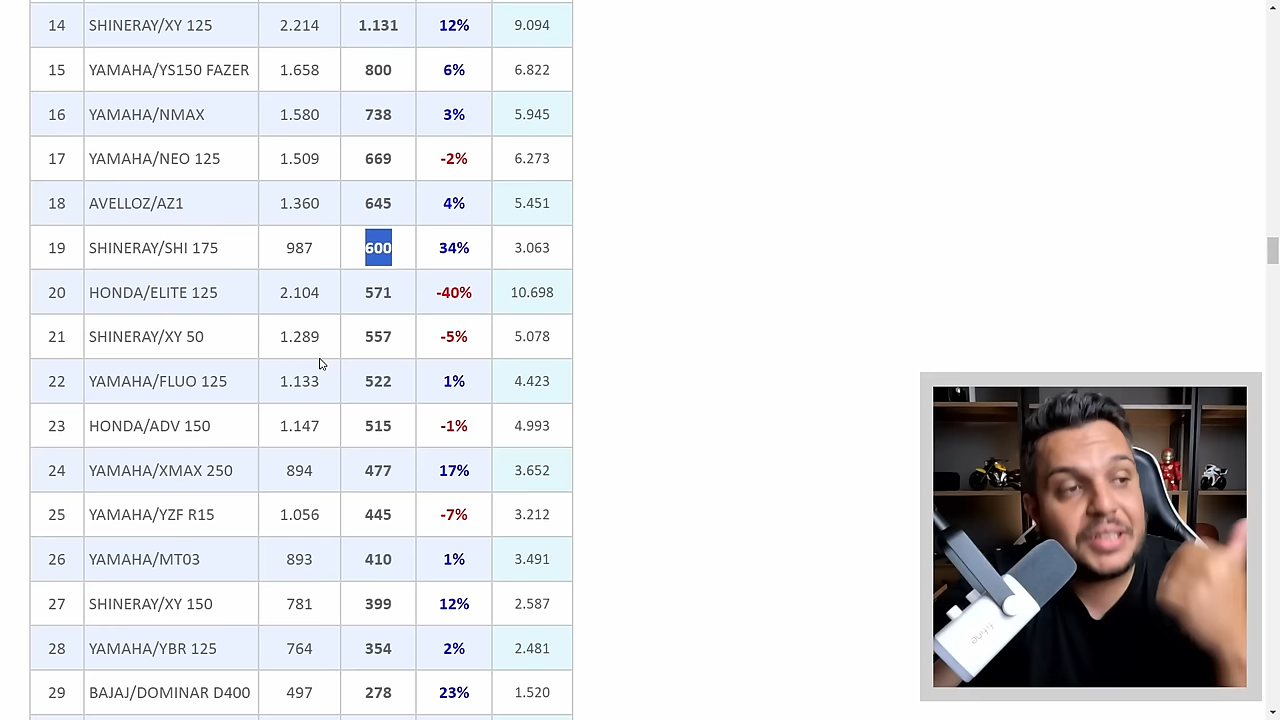 14 SHINERAY/XY 125 2.214 1.131 12% 9.094
15 YAMAHA/YS150 FAZER 1.658 800 6% 6.822
16 YAMAHA/NMAX 1.580 738 3% 5.945
17 YAMAHA/NEO 125 1.509 669 -2% 6.273
18 AVELLOZ/AZ1 1.360 645 4% 5.451
19 SHINERAY/SHI 175 987 600 34% 3.063
20 HONDA/ELITE 125 2.104 571 -40% 10.698
21 SHINERAY/XY 50 1.289 557 -5% 5.078
22 YAMAHA/FLUO 125 1.133 522 1% 4.423
23 HONDA/ADV 150 1.147 515 -1% 4.993
24 YAMAHA/XMAX 250 894 477 17% 3.652
25 YAMAHA/YZF R15 1.056 445 -7% 3.212
26 YAMAHA/MT03 893 410 1% 3.491
27 SHINERAY/XY 150 781 399 12% 2.587
28 YAMAHA/YBR 125 764 354 2% 2.481
29 BAJAJ/DOMINAR D400 497 278 23% 1.520